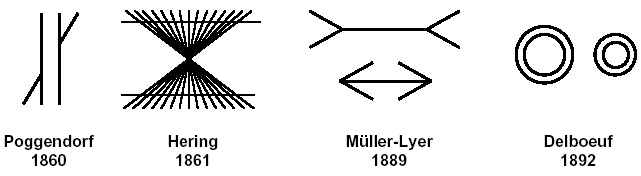 Poggendorf
1860
Hering
1861
Müller-Lyer
1889
Delboeuf
1892